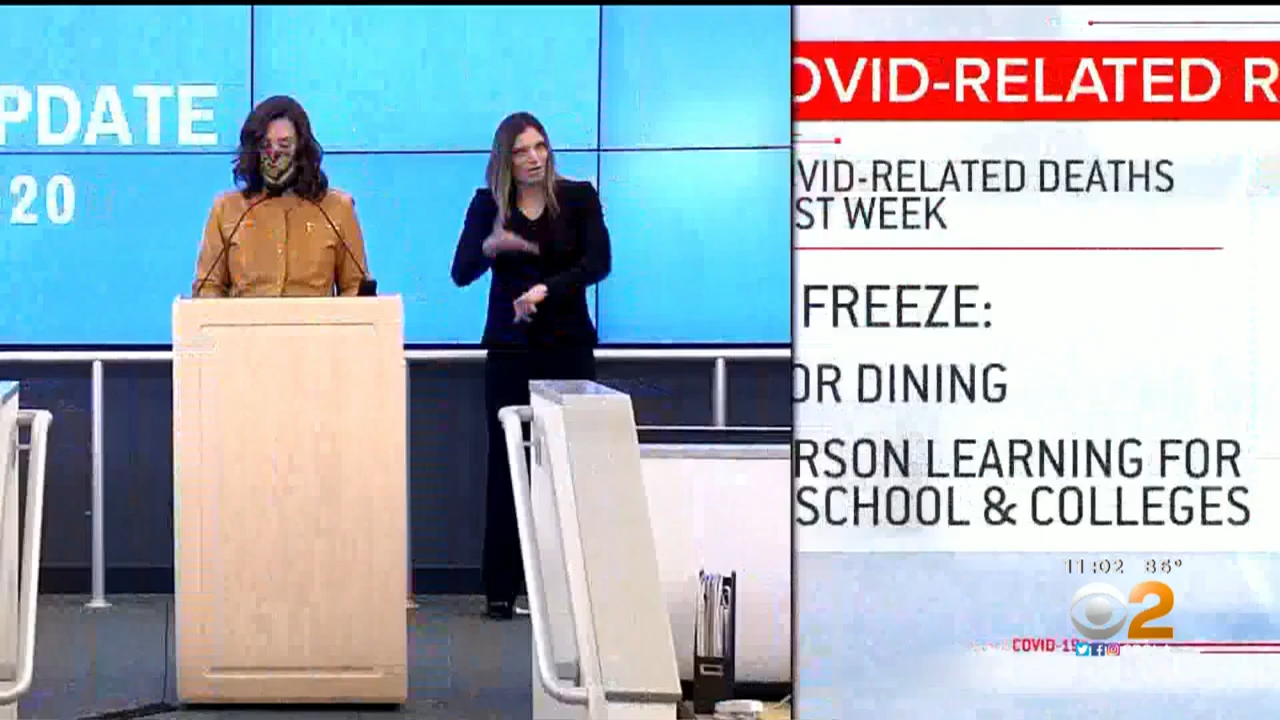 PDATE
20
OVID-RELATED R
VID-RELATED DEATHS
ST WEEK
FREEZE:
OR DINING
RSON LEARNING FOR
SCHOOL & COLLEGES
11:02 86°
2
COVID-19